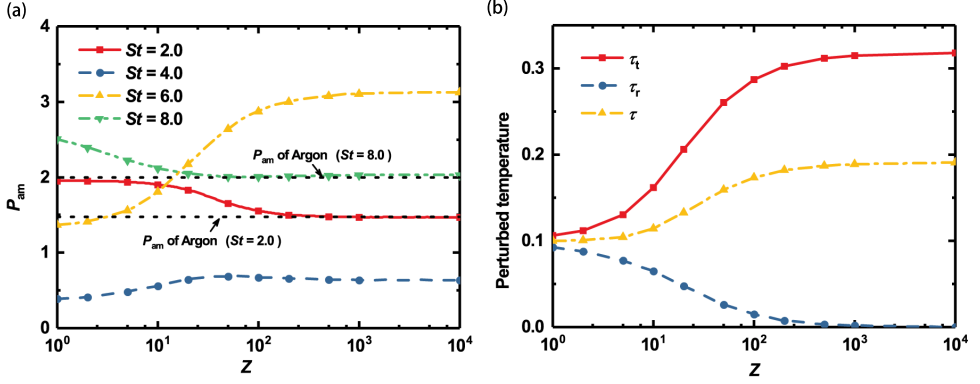 (a)
4
3
2
1
0
P_am
St = 2.0
St = 4.0
St = 6.0
St = 8.0
P_am of Argon (St = 8.0 )
P_am of Argon (St = 2.0 )
10^0 10^1 10^2 10^3 10^4
Z
(b)
0.3
0.2
0.1
0.0
Perturbed temperature
τ_t
τ_r
τ
10^0 10^1 10^2 10^3 10^4
Z